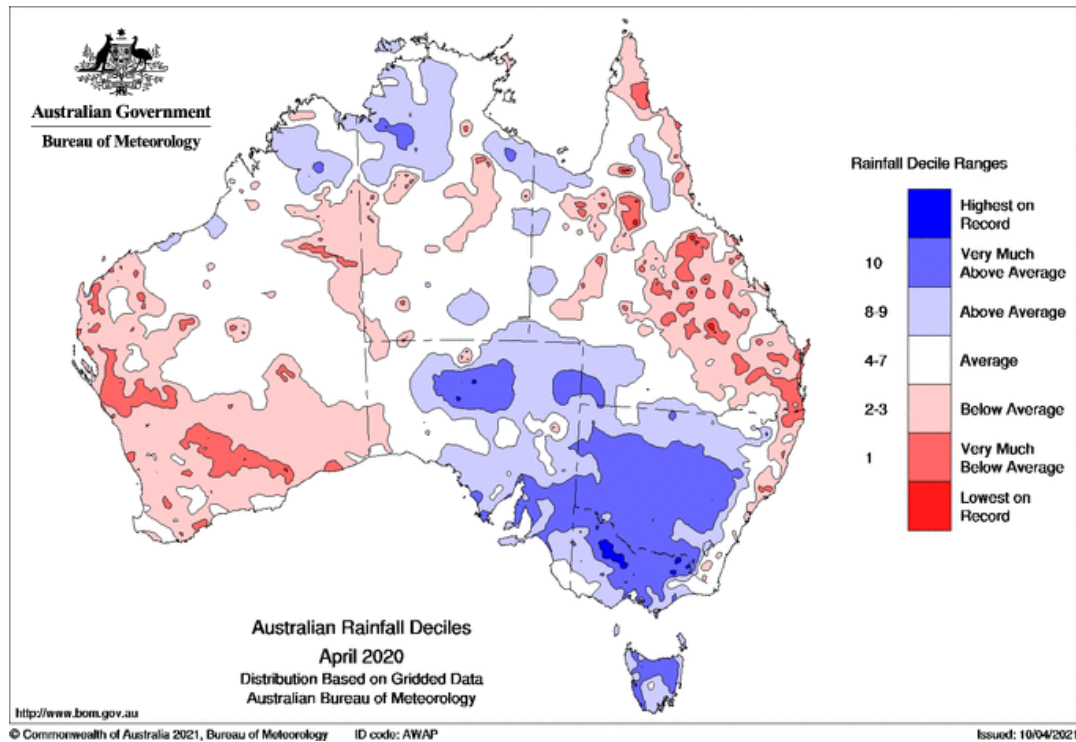 Australian Government
Bureau of Meteorology
Rainfall Decile Ranges
Highest on
Record
10
Very Much
Above Average
8-9
Above Average
4-7
Average
2-3
Below Average
1
Very Much
Below Average
Lowest on
Record
Australian Rainfall Deciles
April 2020
Distribution Based on Gridded Data
Australian Bureau of Meteorology
http://www.bom.gov.au
© Commonwealth of Australia 2021, Bureau of Meteorology ID code: AWAP Issued: 10/04/2021